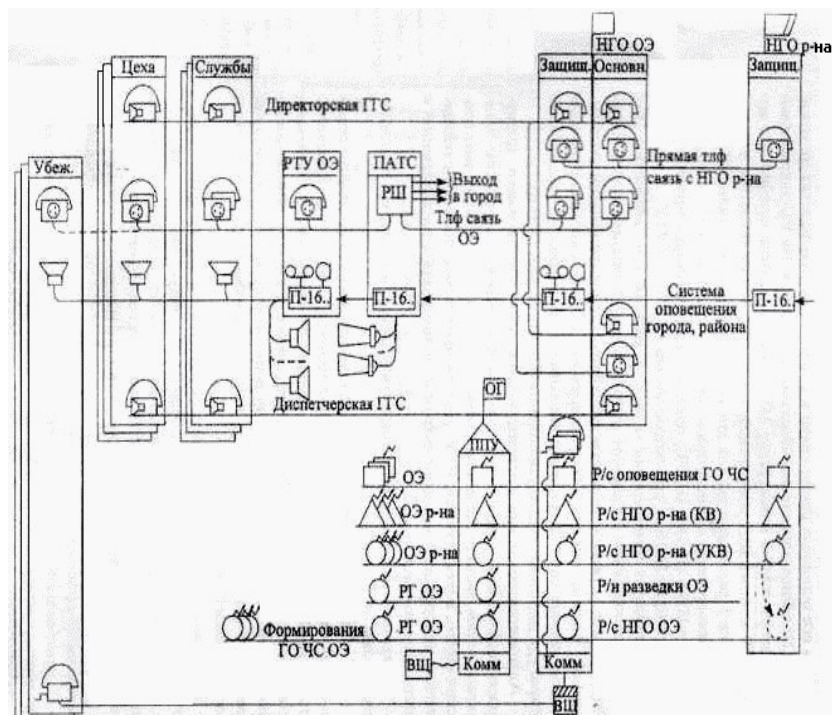 НГО ОЭ
НГО р-на
Цеха
Службы
Защищ.
Основн
Защищ.
Директорская ГГС
Убеж.
РТУ ОЭ
ПАТС
РШ
Выход
в город
Прямая тлф
связь с НГО р-на
Тлф связь
ОЭ
П-16..
П-16..
П-16..
П-16..
Система
оповещения
города, района
Диспетчерская ГГС
ОГ
ППУ
ОЭ
Р/с оповещения ГО ЧС
ОЭ р-на
Р/с НГО р-на (КВ)
ОЭ р-на
Р/с НГО р-на (УКВ)
РГ ОЭ
Р/н разведки ОЭ
Формирования
ГО ЧС ОЭ
РГ ОЭ
Р/с НГО ОЭ
ВЩ
Комм
Комм
ВЩ